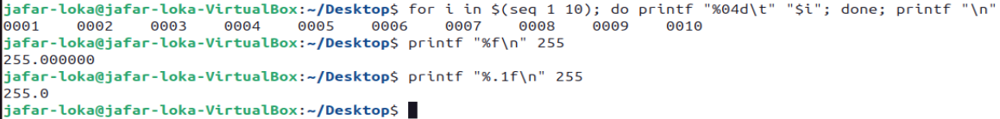 jafar-loka@jafar-loka-VirtualBox:~/Desktop$ for i in $(seq 1 10); do printf "%04d\t" "$i"; done; printf "\n"
0001    0002    0003    0004    0005    0006    0007    0008    0009    0010
jafar-loka@jafar-loka-VirtualBox:~/Desktop$ printf "%f\n" 255
255.000000
jafar-loka@jafar-loka-VirtualBox:~/Desktop$ printf "%.1f\n" 255
255.0
jafar-loka@jafar-loka-VirtualBox:~/Desktop$